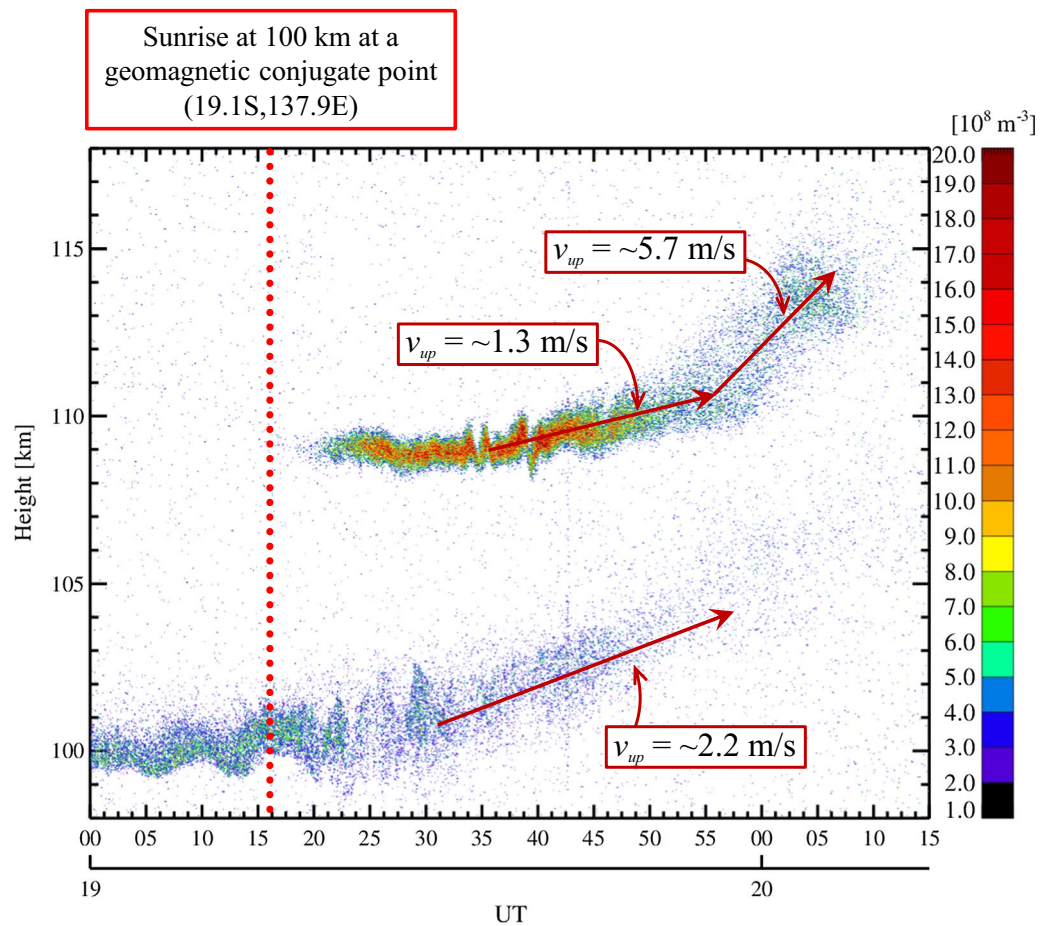 Sunrise at 100 km at a
geomagnetic conjugate point
(19.1S,137.9E)
[10⁸ m⁻³]
20.0
19.0
18.0
17.0
16.0
15.0
14.0
13.0
12.0
11.0
10.0
9.0
8.0
7.0
6.0
5.0
4.0
3.0
2.0
1.0
115
110
105
100
Height [km]
v_up = ~5.7 m/s
v_up = ~1.3 m/s
v_up = ~2.2 m/s
00 05 10 15 20 25 30 35 40 45 50 55 00 05 10 15
19 20
UT